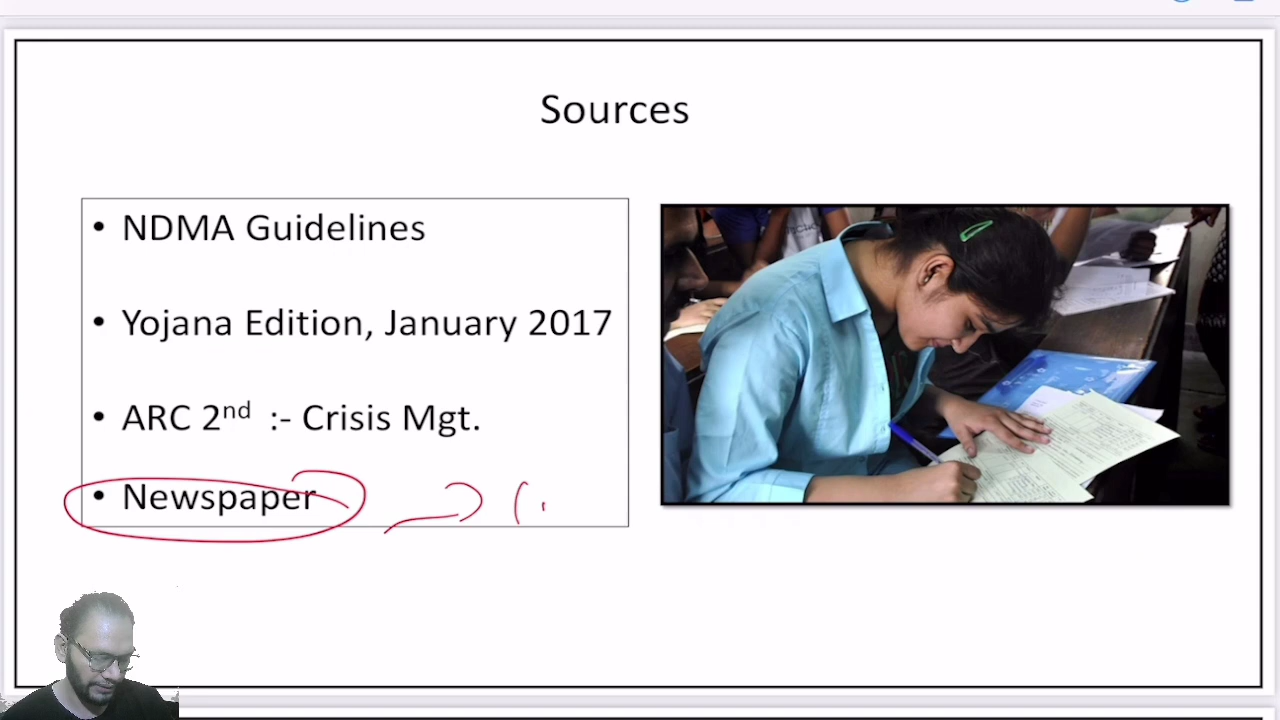 Sources
• NDMA Guidelines
• Yojana Edition, January 2017
• ARC 2nd :- Crisis Mgt.
• Newspaper